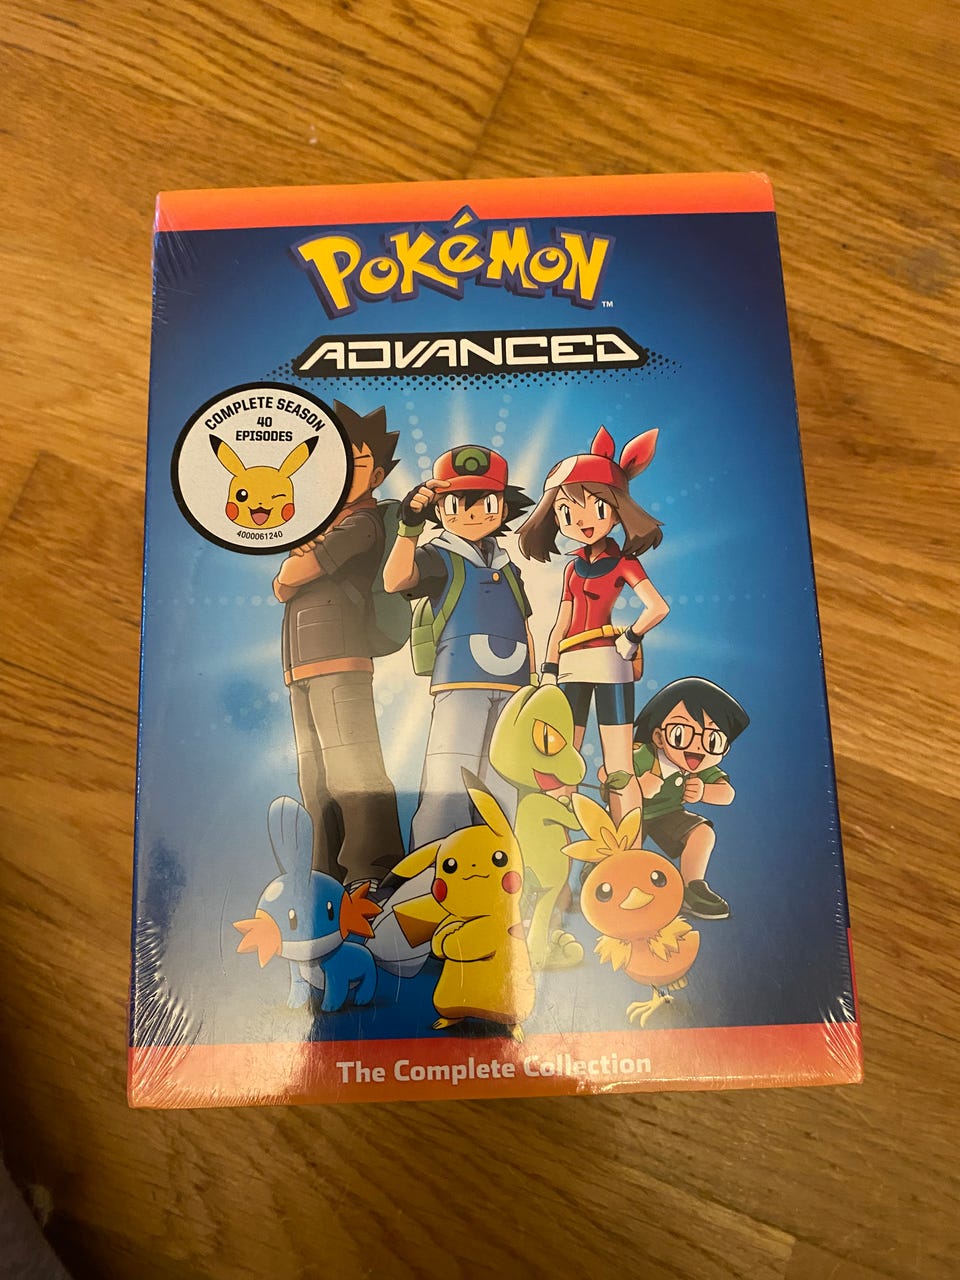 POKéMON
™
ADVANCED
COMPLETE SEASON
40
EPISODES
4000061240
The Complete Collection